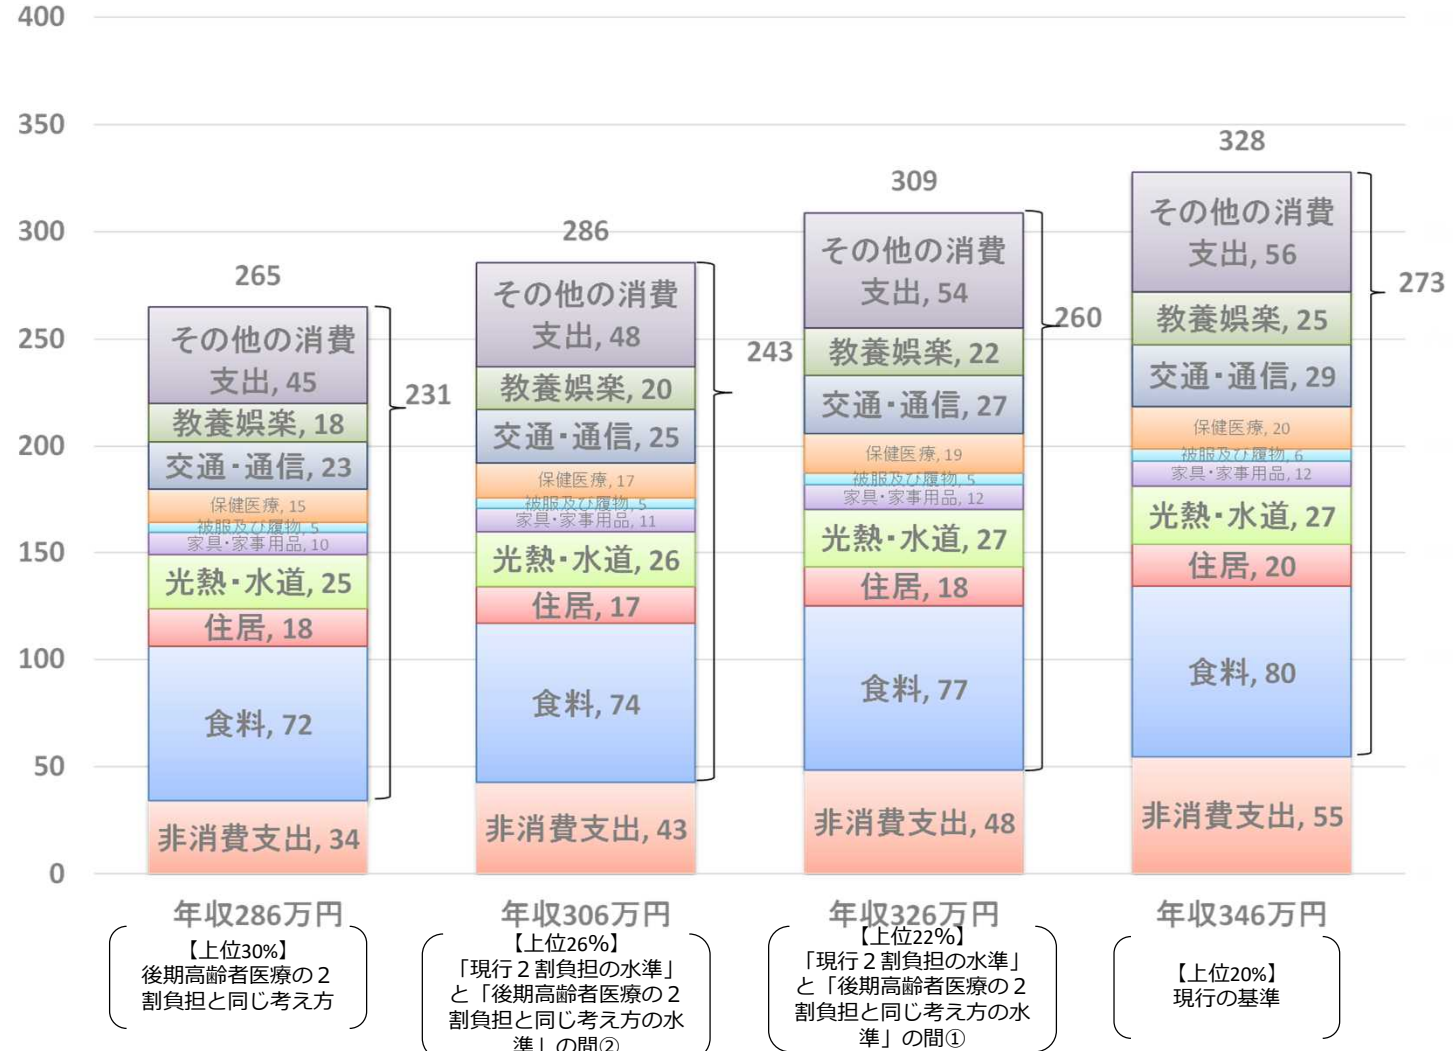 400
350
300
250
200
150
100
50
0
265
その他の消費
支出, 45
教養娯楽, 18
交通・通信, 23
保健医療, 15
被服及び履物, 5
家具・家事用品, 10
光熱・水道, 25
住居, 18
食料, 72
非消費支出, 34
231
年収286万円
【上位30%】
後期高齢者医療の２
割負担と同じ考え方
286
その他の消費
支出, 48
教養娯楽, 20
交通・通信, 25
保健医療, 17
被服及び履物, 5
家具・家事用品, 11
光熱・水道, 26
住居, 17
食料, 74
非消費支出, 43
243
年収306万円
【上位26%】
「現行２割負担の水準」
と「後期高齢者医療の２
割負担と同じ考え方の水
準」の間②
309
その他の消費
支出, 54
教養娯楽, 22
交通・通信, 27
保健医療, 19
被服及び履物, 5
家具・家事用品, 12
光熱・水道, 27
住居, 18
食料, 77
非消費支出, 48
260
年収326万円
【上位22%】
「現行２割負担の水準」
と「後期高齢者医療の２
割負担と同じ考え方の水
準」の間①
328
その他の消費
支出, 56
教養娯楽, 25
交通・通信, 29
保健医療, 20
被服及び履物, 6
家具・家事用品, 12
光熱・水道, 27
住居, 20
食料, 80
非消費支出, 55
273
年収346万円
【上位20%】
現行の基準